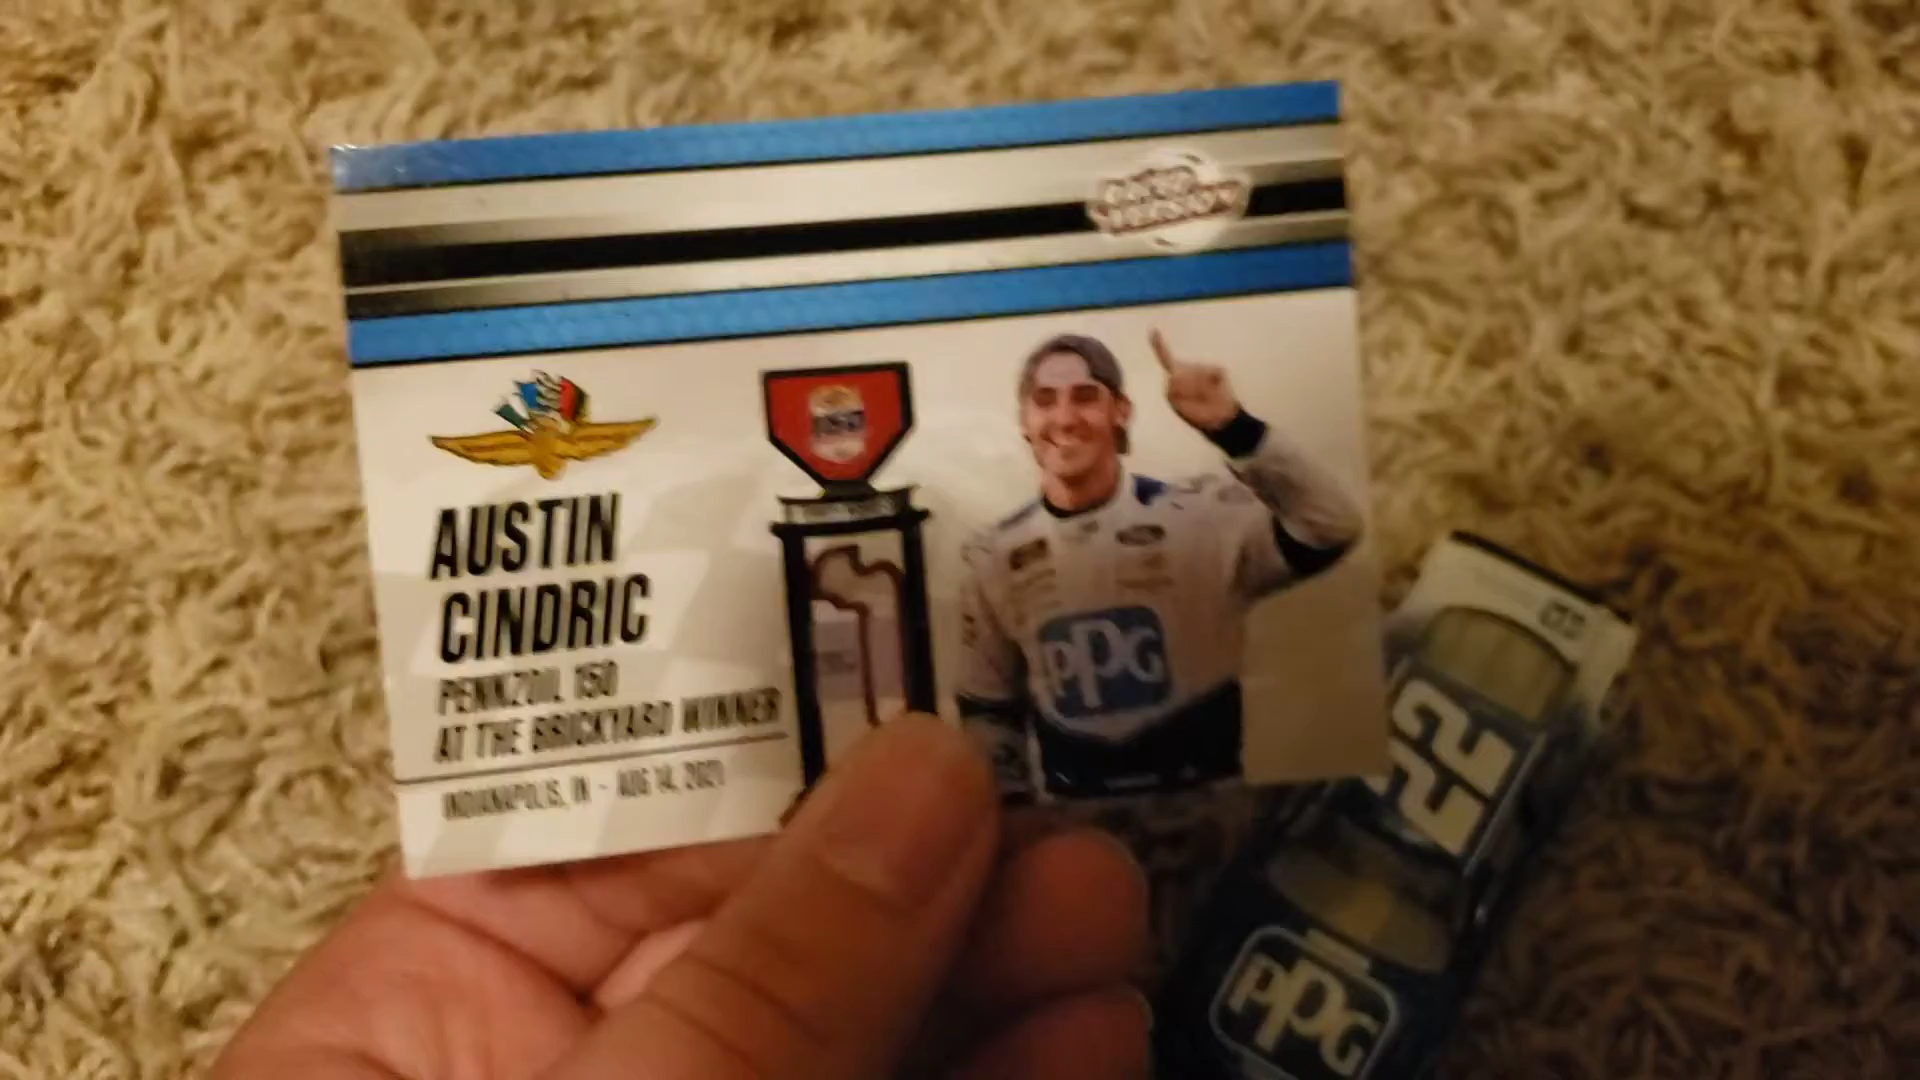 AUSTIN
CINDRIC
PENNZOIL 150
AT THE BRICKYARD WINNER
INDIANAPOLIS, IN - AUG 14, 2021
PPG
22
PPG